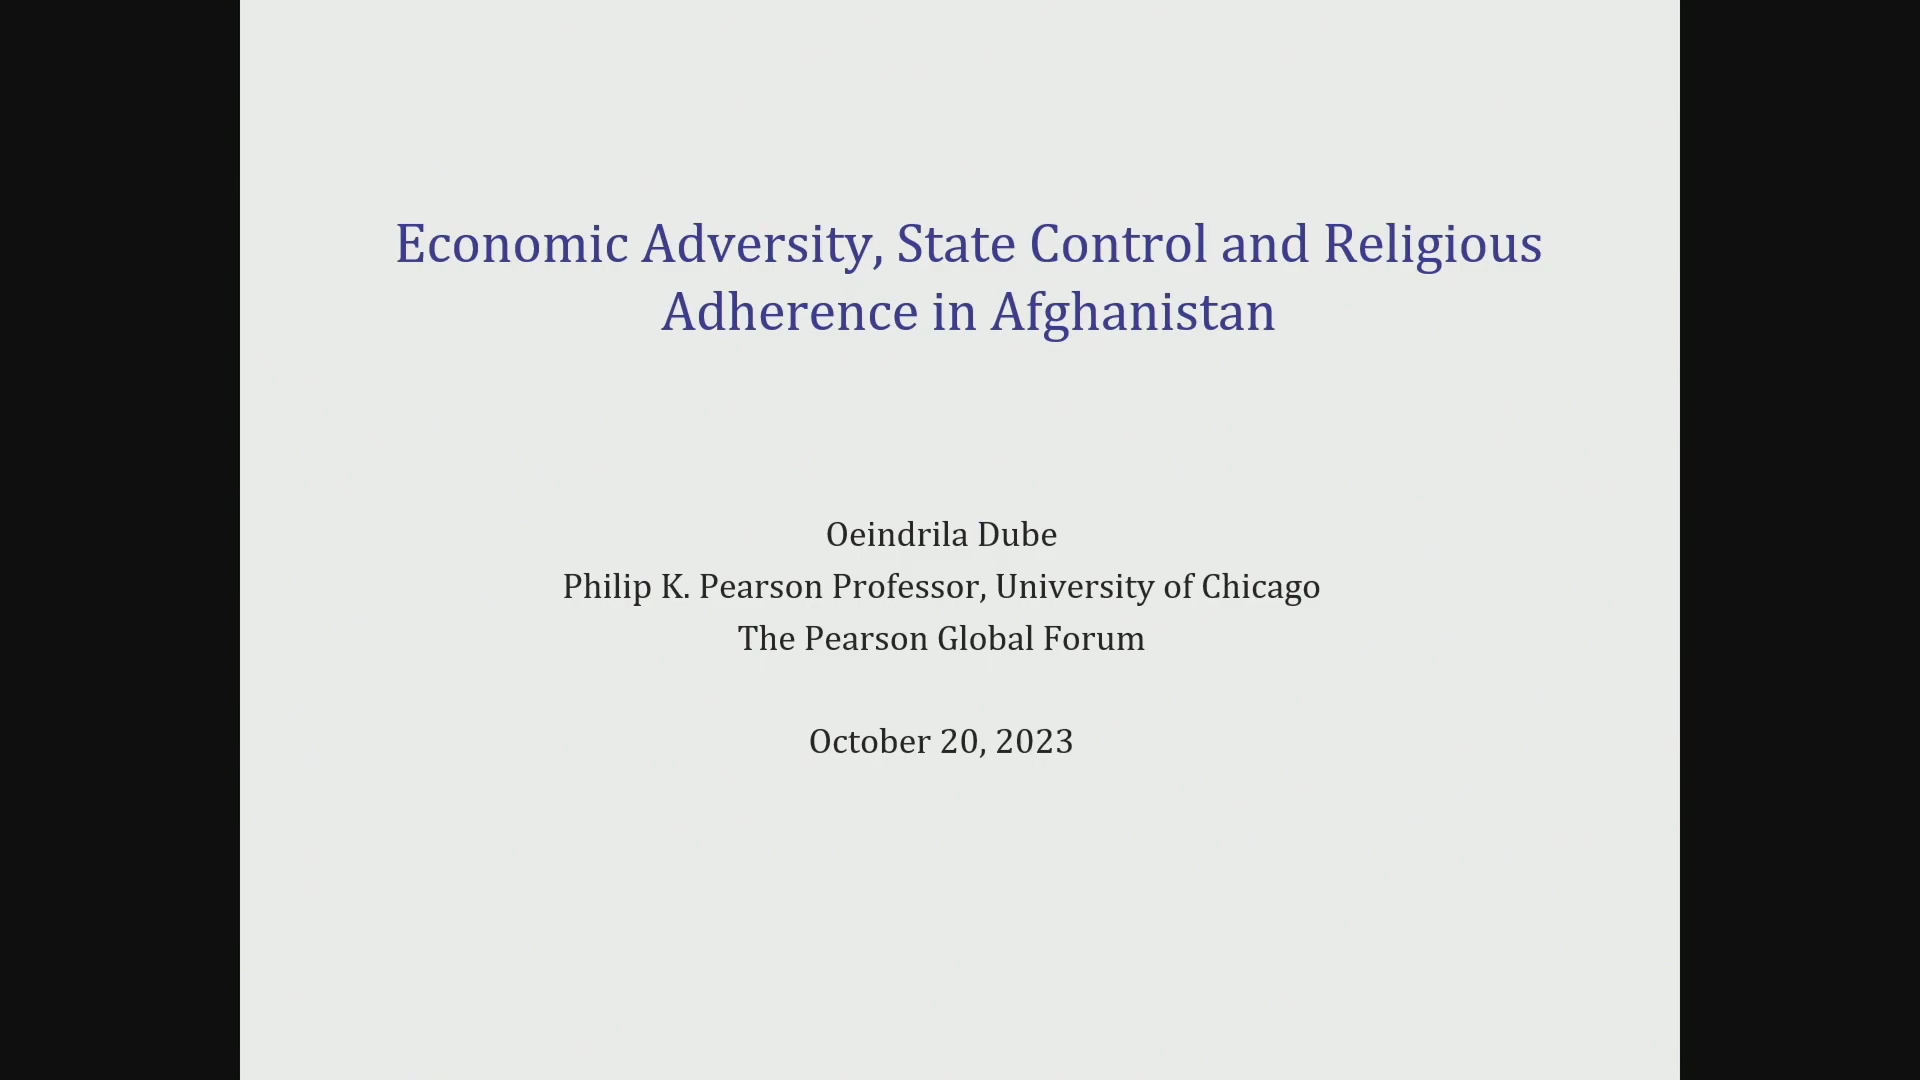 Economic Adversity, State Control and Religious
Adherence in Afghanistan
Oeindrila Dube
Philip K. Pearson Professor, University of Chicago
The Pearson Global Forum
October 20, 2023